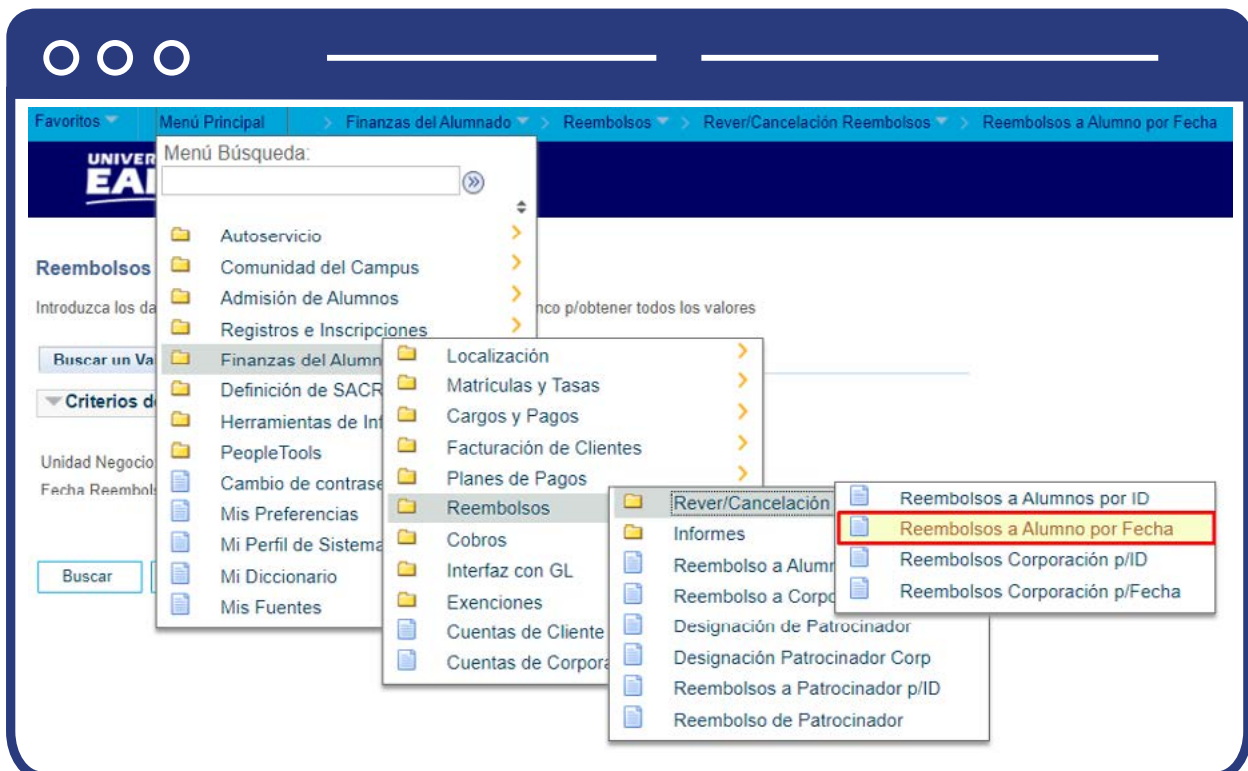 Favoritos Menú Principal > Finanzas del Alumnado > Reembolsos > Rever/Cancelación Reembolsos > Reembolsos a Alumno por Fecha
UNIVER
EA
Menú Búsqueda:
Autoservicio
Comunidad del Campus
Admisión de Alumnos
Registros e Inscripciones
Finanzas del Alumn
Definición de SACR
Herramientas de Inf
PeopleTools
Cambio de contrase
Mis Preferencias
Mi Perfil de Sistema
Mi Diccionario
Mis Fuentes
Reembolsos
Introduzca los da
nco p/obtener todos los valores
Buscar un Va
Criterios d
Unidad Negocio
Fecha Reembols
Buscar
Localización
Matrículas y Tasas
Cargos y Pagos
Facturación de Clientes
Planes de Pagos
Reembolsos
Cobros
Interfaz con GL
Exenciones
Cuentas de Cliente
Cuentas de Corpora
Rever/Cancelación
Informes
Reembolso a Alumn
Reembolso a Corpo
Designación de Patrocinador
Designación Patrocinador Corp
Reembolsos a Patrocinador p/ID
Reembolso de Patrocinador
Reembolsos a Alumnos por ID
Reembolsos a Alumno por Fecha
Reembolsos Corporación p/ID
Reembolsos Corporación p/Fecha